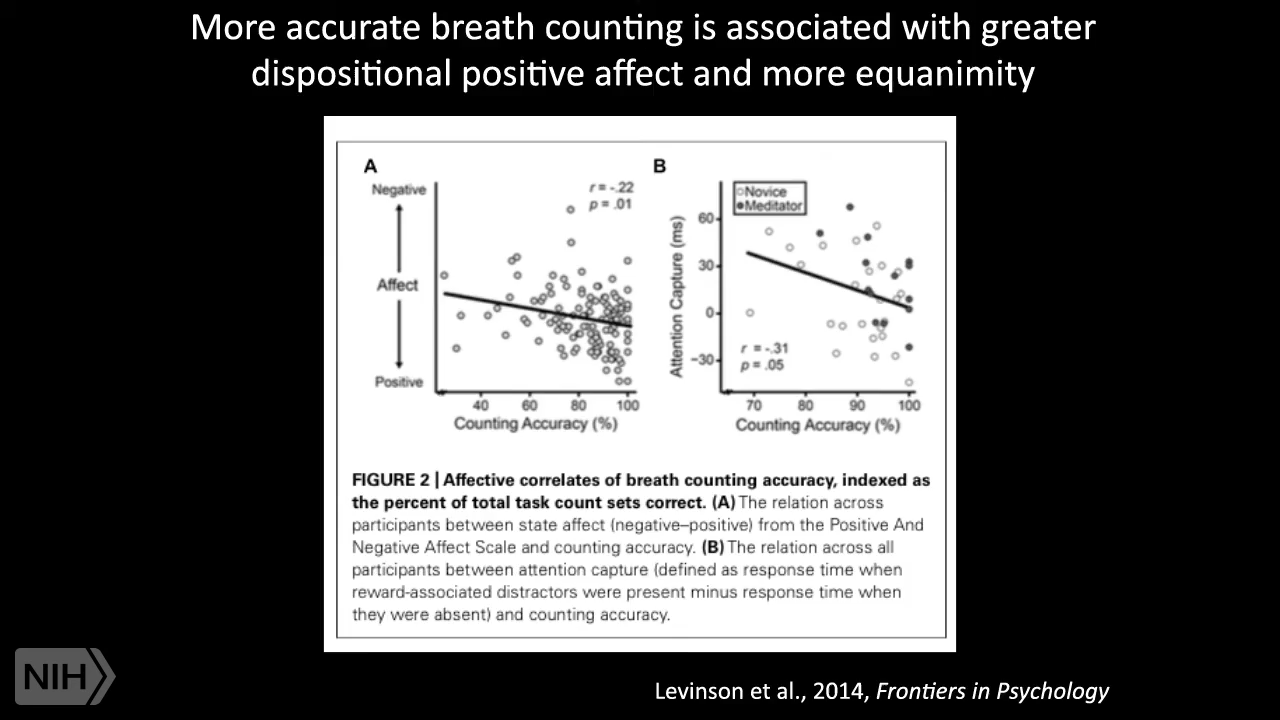 More accurate breath counting is associated with greater
dispositional positive affect and more equanimity
A
Negative
Affect
Positive
r = -.22
p = .01
40 60 80 100
Counting Accuracy (%)
B
Novice
Meditator
Attention Capture (ms)
60
30
0
-30
r = -.31
p = .05
70 80 90 100
Counting Accuracy (%)
FIGURE 2 | Affective correlates of breath counting accuracy, indexed as
the percent of total task count sets correct. (A) The relation across
participants between state affect (negative–positive) from the Positive And
Negative Affect Scale and counting accuracy. (B) The relation across all
participants between attention capture (defined as response time when
reward-associated distractors were present minus response time when
they were absent) and counting accuracy.
NIH
Levinson et al., 2014, Frontiers in Psychology